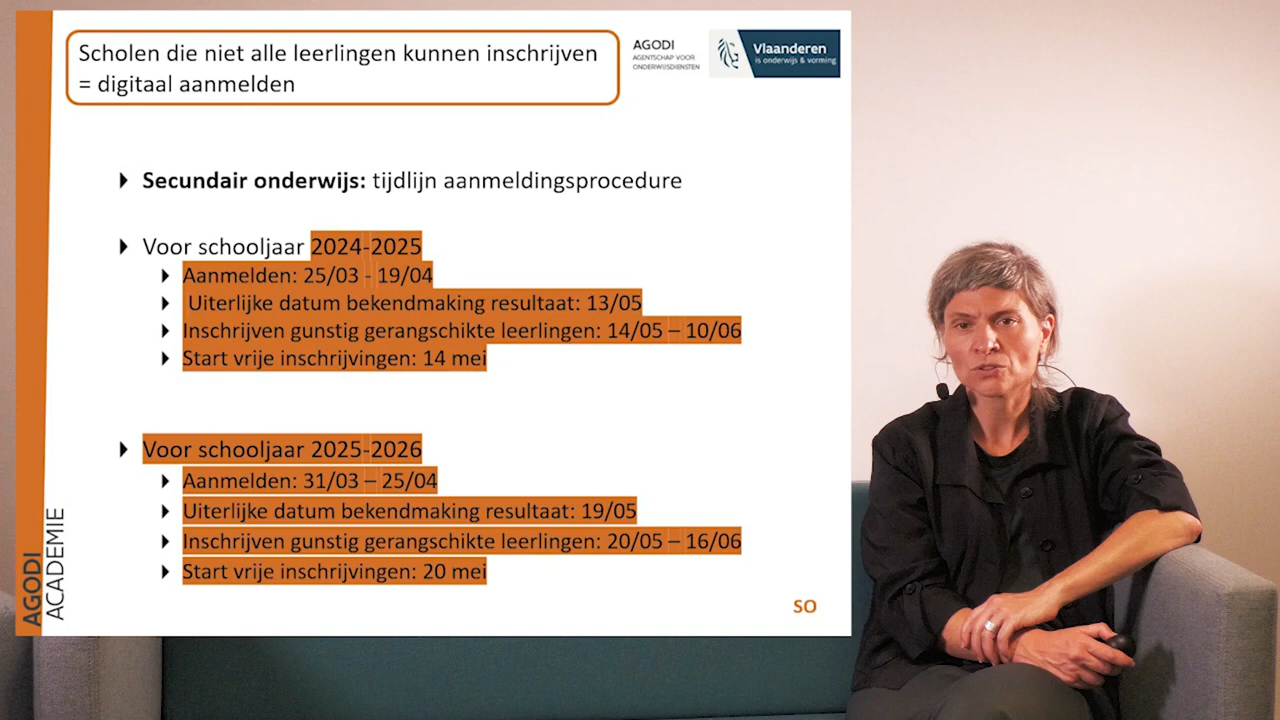 Scholen die niet alle leerlingen kunnen inschrijven
= digitaal aanmelden
AGODI
AGENTSCHAP VOOR
ONDERWIJSDIENSTEN
Vlaanderen
is onderwijs & vorming
Secundair onderwijs: tijdlijn aanmeldingsprocedure
Voor schooljaar 2024-2025
Aanmelden: 25/03 - 19/04
Uiterlijke datum bekendmaking resultaat: 13/05
Inschrijven gunstig gerangschikte leerlingen: 14/05 – 10/06
Start vrije inschrijvingen: 14 mei
Voor schooljaar 2025-2026
Aanmelden: 31/03 – 25/04
Uiterlijke datum bekendmaking resultaat: 19/05
Inschrijven gunstig gerangschikte leerlingen: 20/05 – 16/06
Start vrije inschrijvingen: 20 mei
AGODI
ACADEMIE
SO